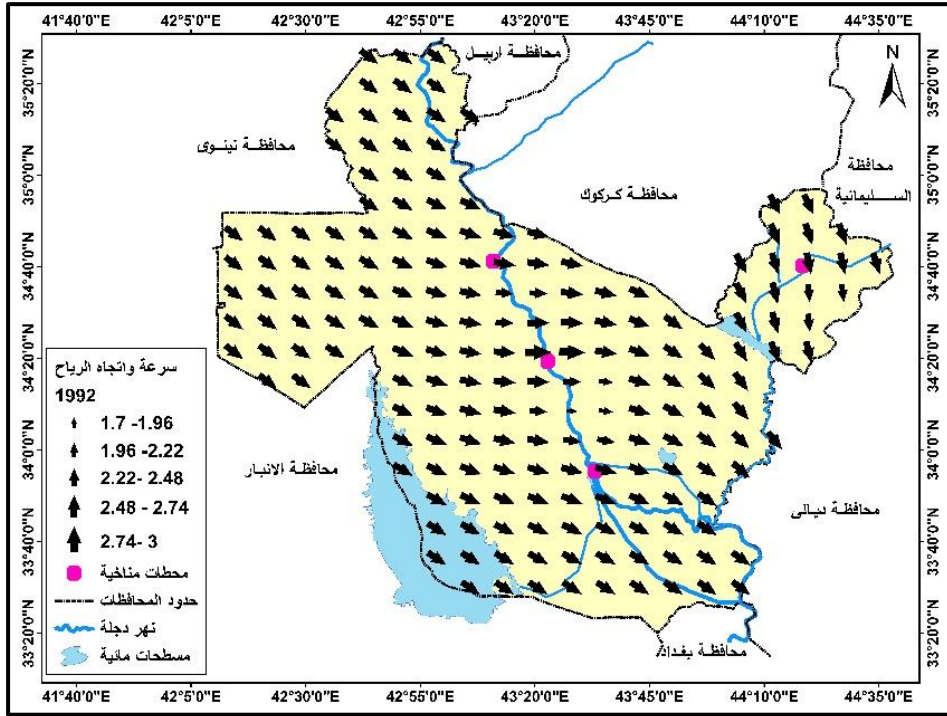 41°40'0"E 42°5'0"E 42°30'0"E 42°55'0"E 43°20'0"E 43°45'0"E 44°10'0"E 44°35'0"E
35°20'0"N
35°0'0"N
34°40'0"N
34°20'0"N
34°0'0"N
33°40'0"N
33°20'0"N
35°20'0"N
35°0'0"N
34°40'0"N
34°20'0"N
34°0'0"N
33°40'0"N
33°20'0"N
N
محافظة اربيل
محافظة نينوى
محافظة كركوك
محافظة
السليمانية
محافظة الانبار
محافظة ديالى
محافظة بغداد
سرعة واتجاه الرياح
1992
1.7 -1.96
1.96 -2.22
2.22- 2.48
2.48 - 2.74
2.74- 3
محطات مناخية
حدود المحافظات
نهر دجلة
مسطحات مائية
41°40'0"E 42°5'0"E 42°30'0"E 42°55'0"E 43°20'0"E 43°45'0"E 44°10'0"E 44°35'0"E